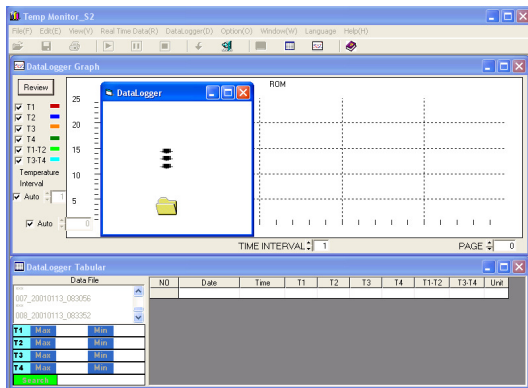 Temp Monitor_S2
File(F) Edit(E) View(V) Real Time Data(R) DataLogger(D) Option(O) Window(W) Language Help(H)
DataLogger Graph
Review
ROM
DataLogger
T1
T2
T3
T4
T1-T2
T3-T4
Temperature
Interval
Auto 1
Auto 0
25
20
15
10
5
TIME INTERVAL 1 PAGE 0
DataLogger Tabular
Data File
007_20010113_083056
008_20010113_083352
T1 Max Min
T2 Max Min
T3 Max Min
T4 Max Min
N0 Date Time T1 T2 T3 T4 T1-T2 T3-T4 Unit